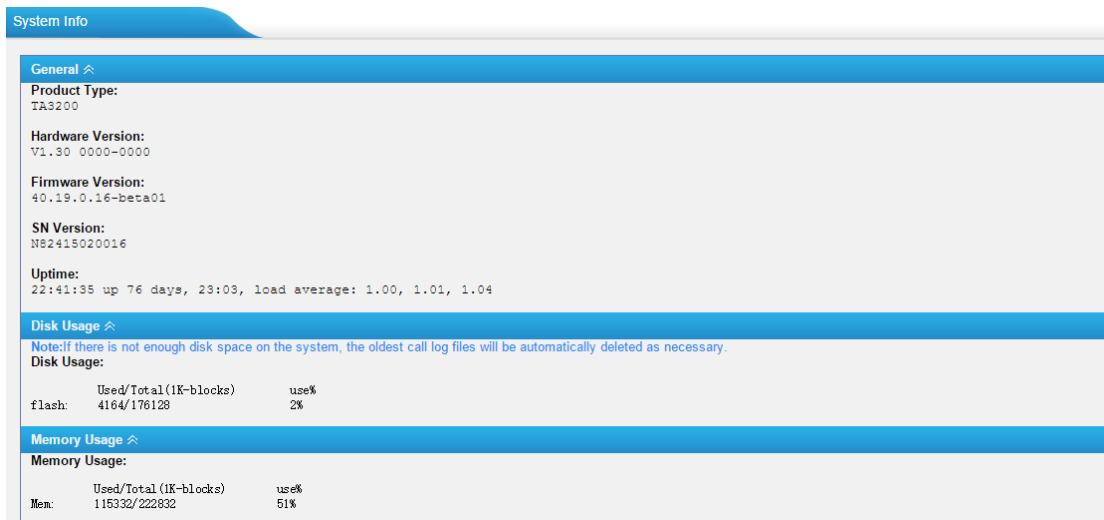 System Info
General
Product Type:
TA3200
Hardware Version:
V1.30 0000-0000
Firmware Version:
40.19.0.16-beta01
SN Version:
N82415020016
Uptime:
22:41:35 up 76 days, 23:03, load average: 1.00, 1.01, 1.04
Disk Usage
Note:If there is not enough disk space on the system, the oldest call log files will be automatically deleted as necessary.
Disk Usage:
Used/Total(1K-blocks) use%
flash: 4164/176128 2%
Memory Usage
Memory Usage:
Used/Total(1K-blocks) use%
Mem: 115332/222832 51%